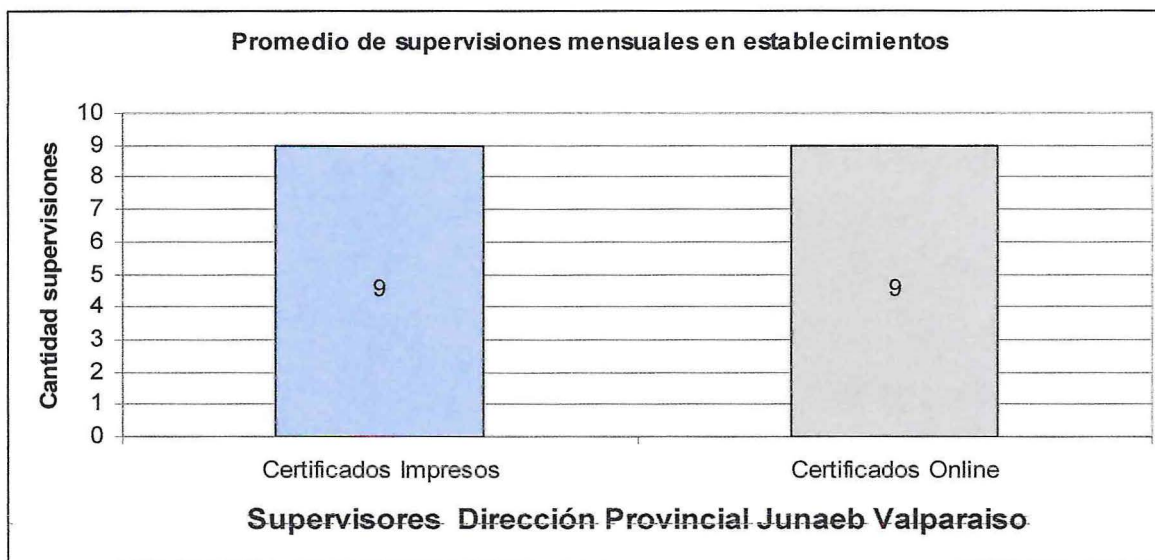 Promedio de supervisiones mensuales en establecimientos
Cantidad supervisiones
10
9
8
7
6
5
4
3
2
1
0
9
9
Certificados Impresos
Certificados Online
Supervisores Dirección Provincial Junaeb Valparaiso